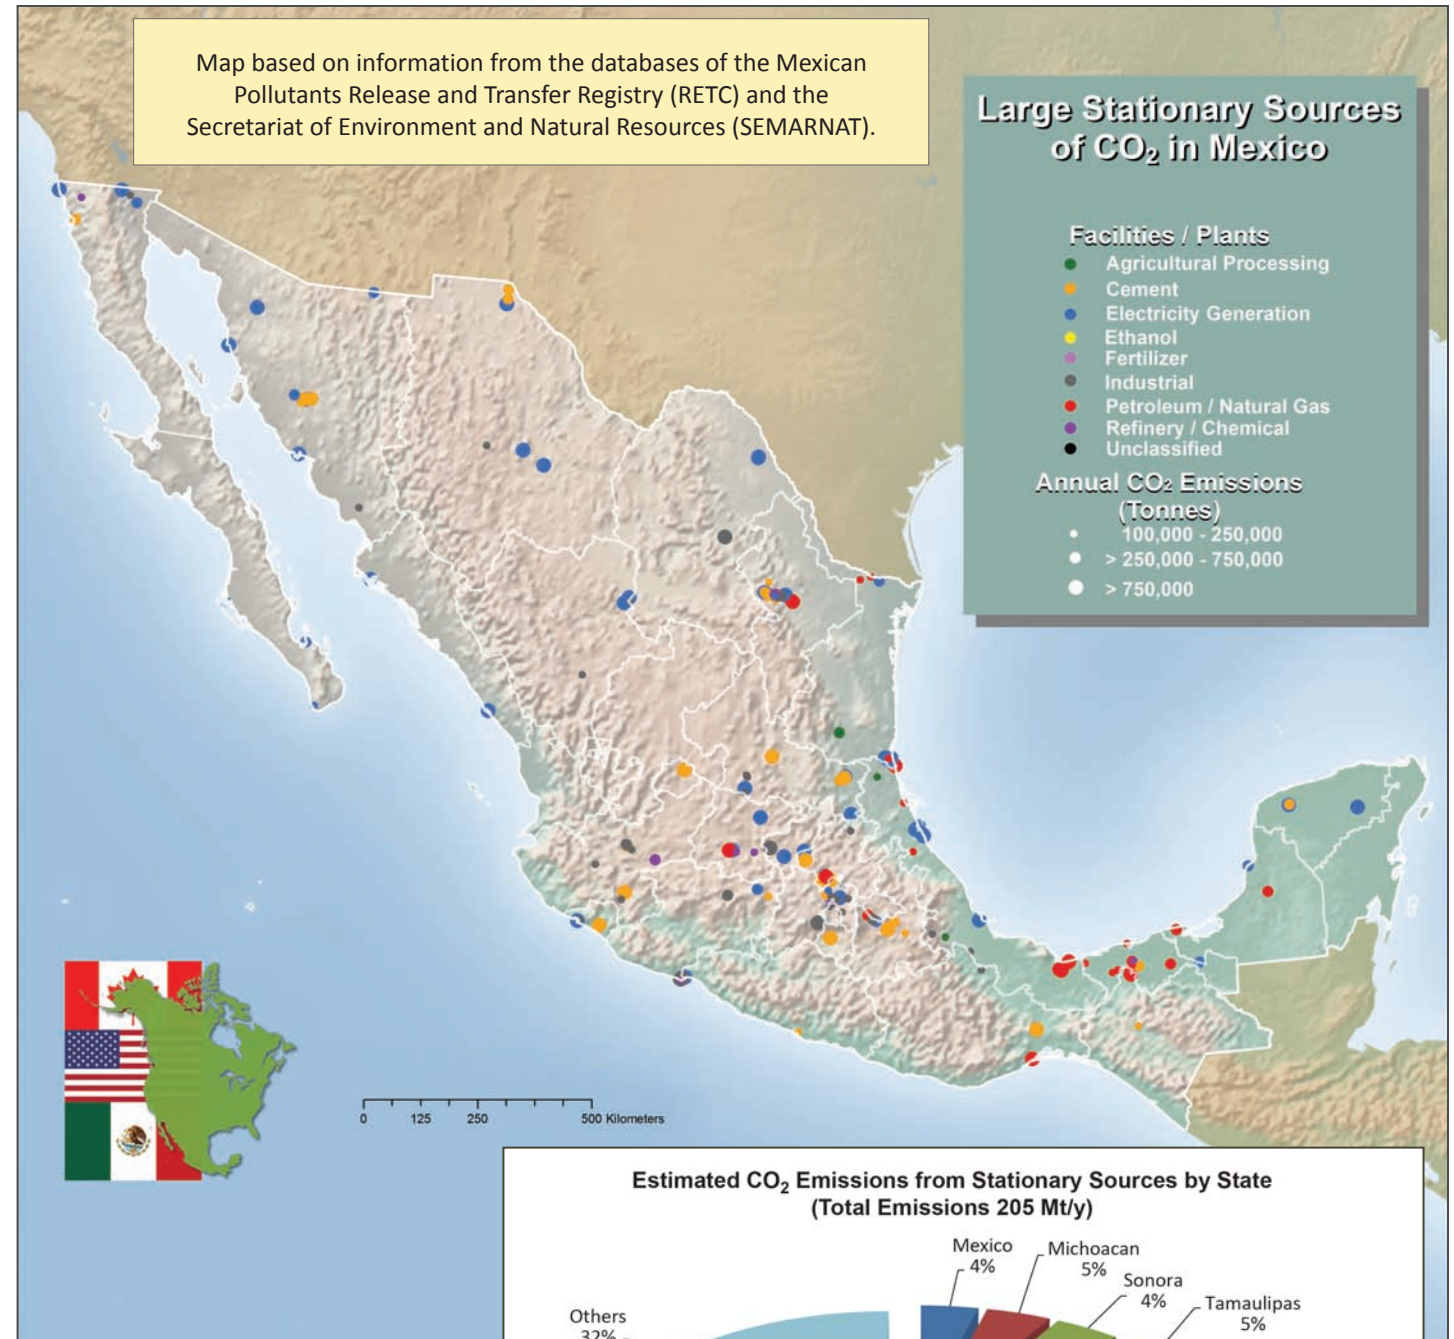 Map based on information from the databases of the Mexican
Pollutants Release and Transfer Registry (RETC) and the
Secretariat of Environment and Natural Resources (SEMARNAT).
Large Stationary Sources
of CO₂ in Mexico
Facilities / Plants
Agricultural Processing
Cement
Electricity Generation
Ethanol
Fertilizer
Industrial
Petroleum / Natural Gas
Refinery / Chemical
Unclassified
Annual CO₂ Emissions
(Tonnes)
100,000 - 250,000
> 250,000 - 750,000
> 750,000
0 125 250 500 Kilometers
Estimated CO₂ Emissions from Stationary Sources by State
(Total Emissions 205 Mt/y)
Mexico
4%
Michoacan
5%
Sonora
4%
Tamaulipas
5%
Others
32%